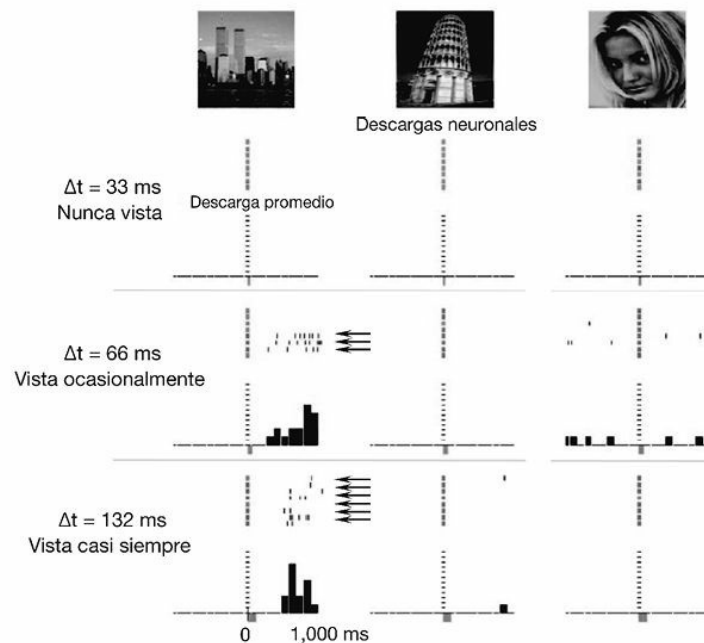 Descargas neuronales
Δt = 33 ms
Nunca vista
Descarga promedio
Δt = 66 ms
Vista ocasionalmente
Δt = 132 ms
Vista casi siempre
0 1,000 ms